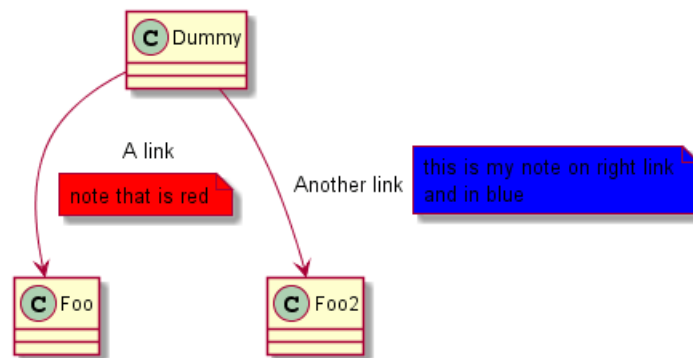 C Dummy
A link
note that is red
Another link
this is my note on right link
and in blue
C Foo
C Foo2